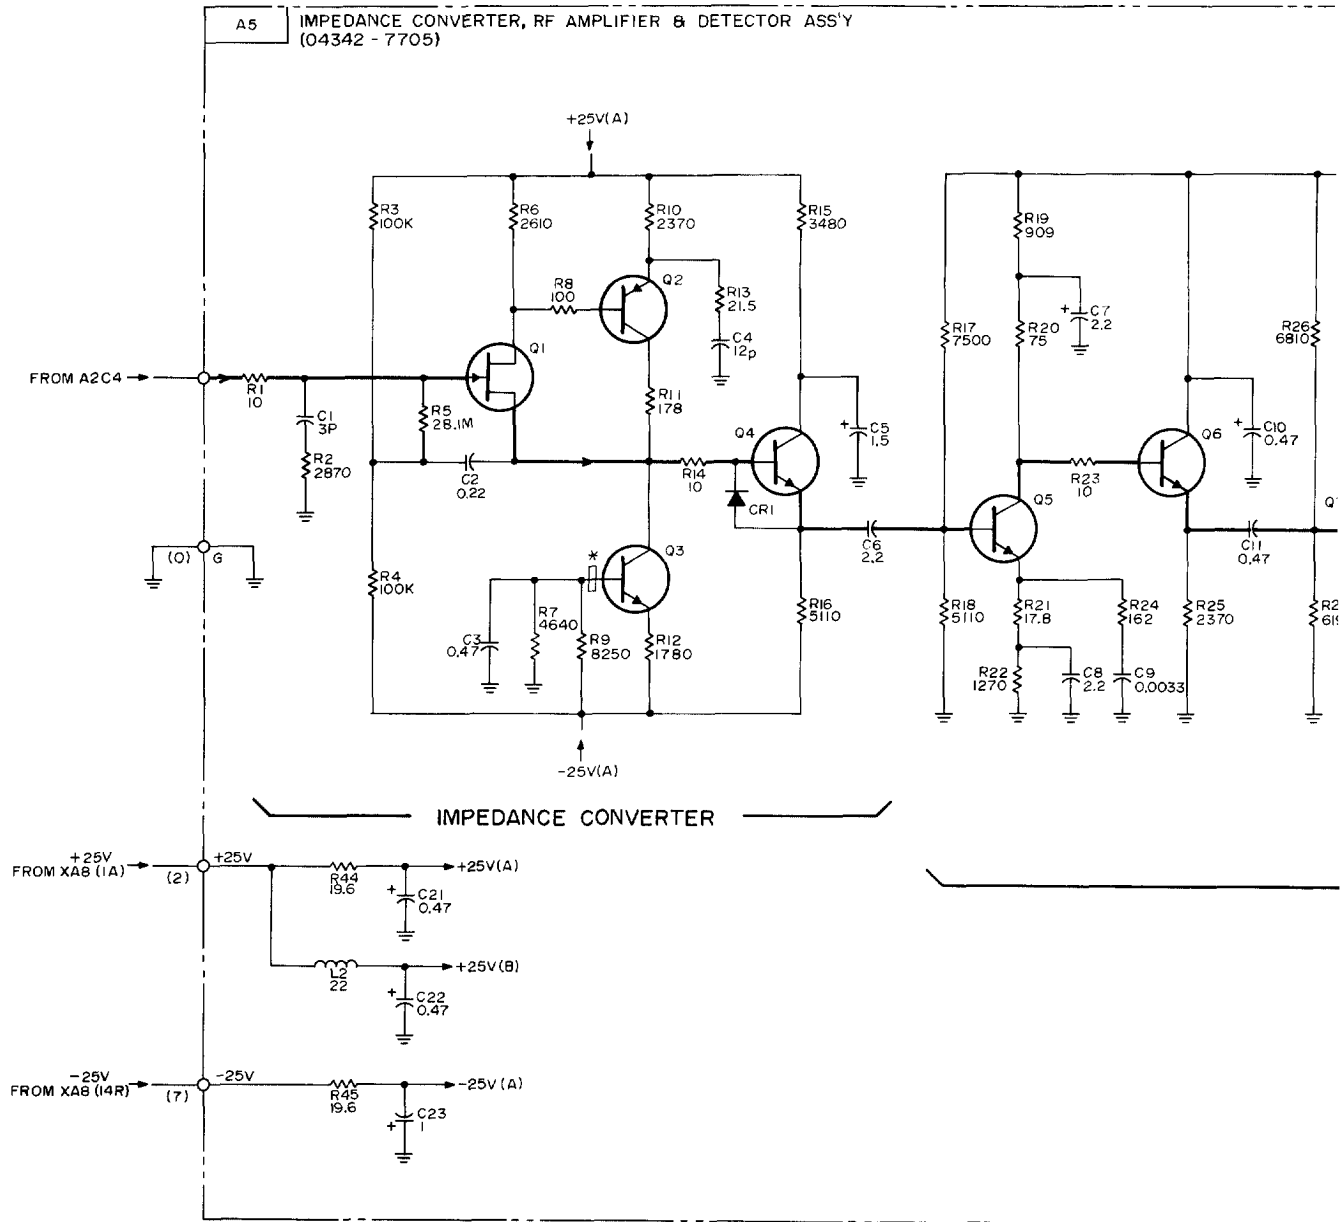 A5
IMPEDANCE CONVERTER, RF AMPLIFIER & DETECTOR ASS'Y
(04342 - 7705)
+25V(A)
R3
100K
R6
2610
R10
2370
R15
3480
R19
909
R8
100
Q2
R13
21.5
C4
12p
+
C7
2.2
R17
7500
R20
75
R26
6810
Q1
FROM A2C4
R1
10
C1
3P
R5
28.1M
R11
178
R2
2870
C2
0.22
R14
10
Q4
+
C5
1.5
CR1
C6
2.2
Q5
R23
10
Q6
+
C10
0.47
C11
0.47
(0)
G
R4
100K
*
Q3
C3
0.47
R7
4640
R9
8250
R12
1780
R16
5110
R18
5110
R21
17.8
R24
162
R25
2370
R22
1270
C8
2.2
C9
0.0033
-25V(A)
IMPEDANCE CONVERTER
+25V
FROM XA8 (1A)
(2)
+25V
R44
19.6
+25V(A)
+
C21
0.47
L2
22
+25V(B)
+
C22
0.47
-25V
FROM XA8 (14R)
(7)
-25V
R45
19.6
-25V(A)
+
C23
1